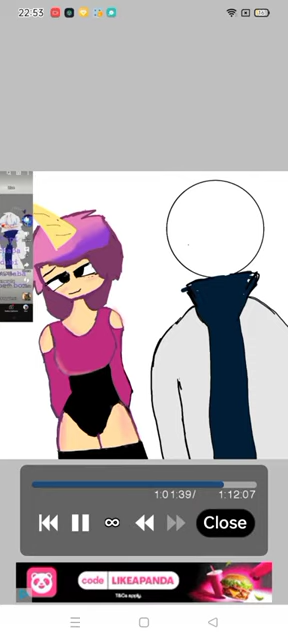 22:53
1:01:39/ 1:12:07
Close
code LIKEAPANDA
T&Cs apply.